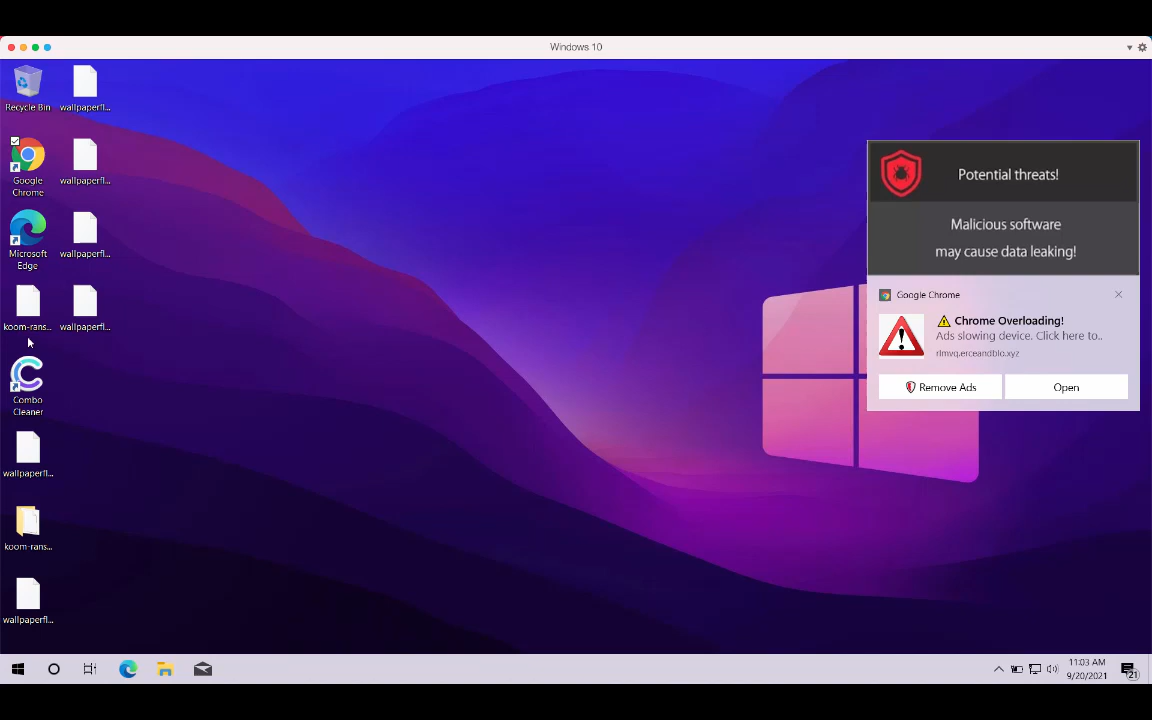 Windows 10
Recycle Bin
wallpaperfl...
Google
Chrome
wallpaperfl...
Microsoft
Edge
wallpaperfl...
koom-rans...
wallpaperfl...
Combo
Cleaner
wallpaperfl...
koom-rans...
wallpaperfl...
Potential threats!
Malicious software
may cause data leaking!
Google Chrome
Chrome Overloading!
Ads slowing device. Click here to..
rlmvq.erceandblo.xyz
Remove Ads
Open
11:03 AM
9/20/2021
21